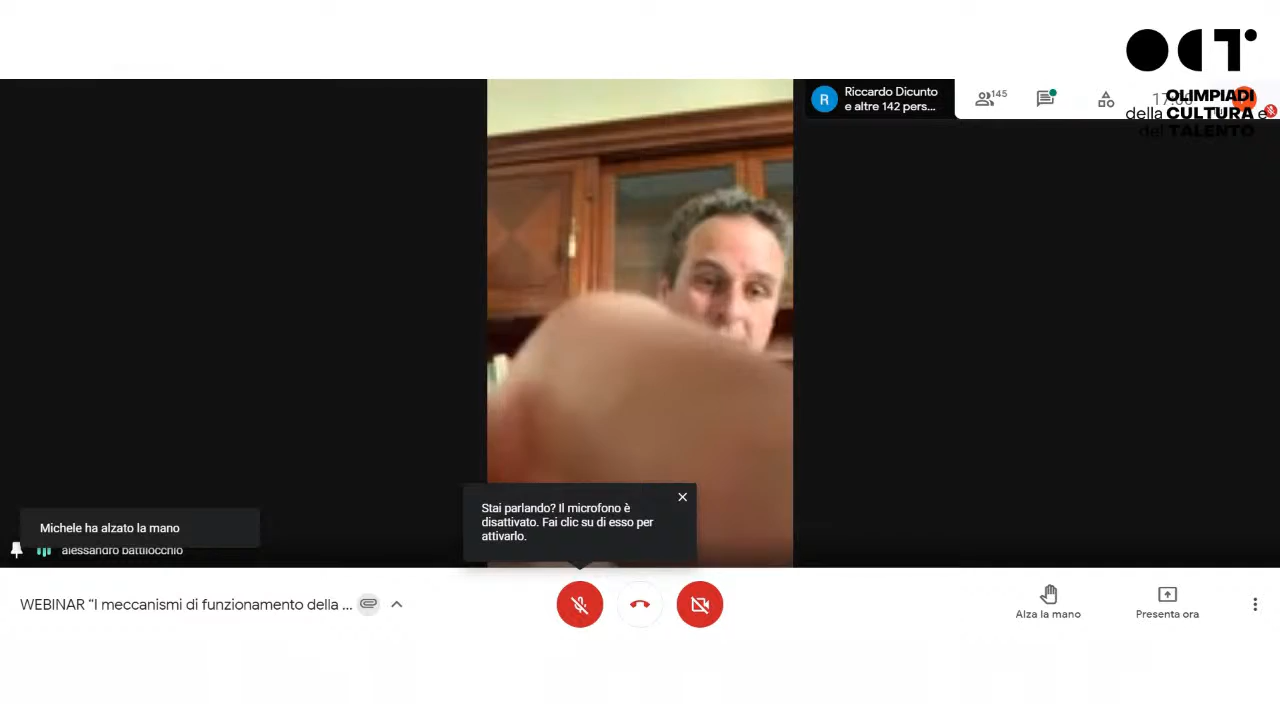 OCT
R
Riccardo Dicunto
e altre 142 pers...
145
OLIMPIADI
della CULTURA e
del TALENTO
Stai parlando? Il microfono è
disattivato. Fai clic su di esso per
attivarlo.
Michele ha alzato la mano
alessandro battilocchio
WEBINAR “I meccanismi di funzionamento della ...
Alza la mano
Presenta ora